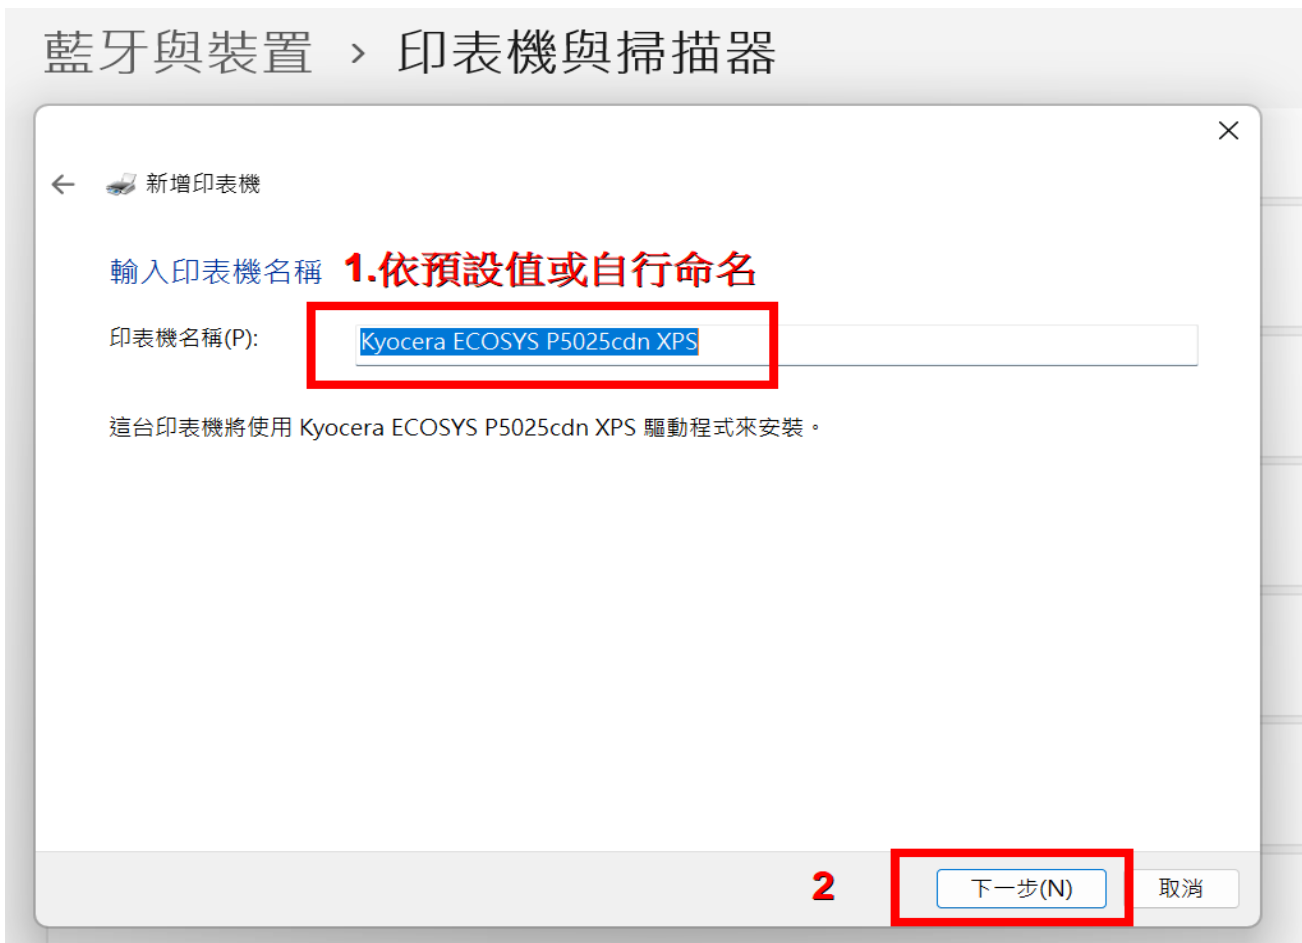 藍牙與裝置 › 印表機與掃描器
新增印表機
輸入印表機名稱 1.依預設值或自行命名
印表機名稱(P): Kyocera ECOSYS P5025cdn XPS
這台印表機將使用 Kyocera ECOSYS P5025cdn XPS 驅動程式來安裝。
2 下一步(N) 取消